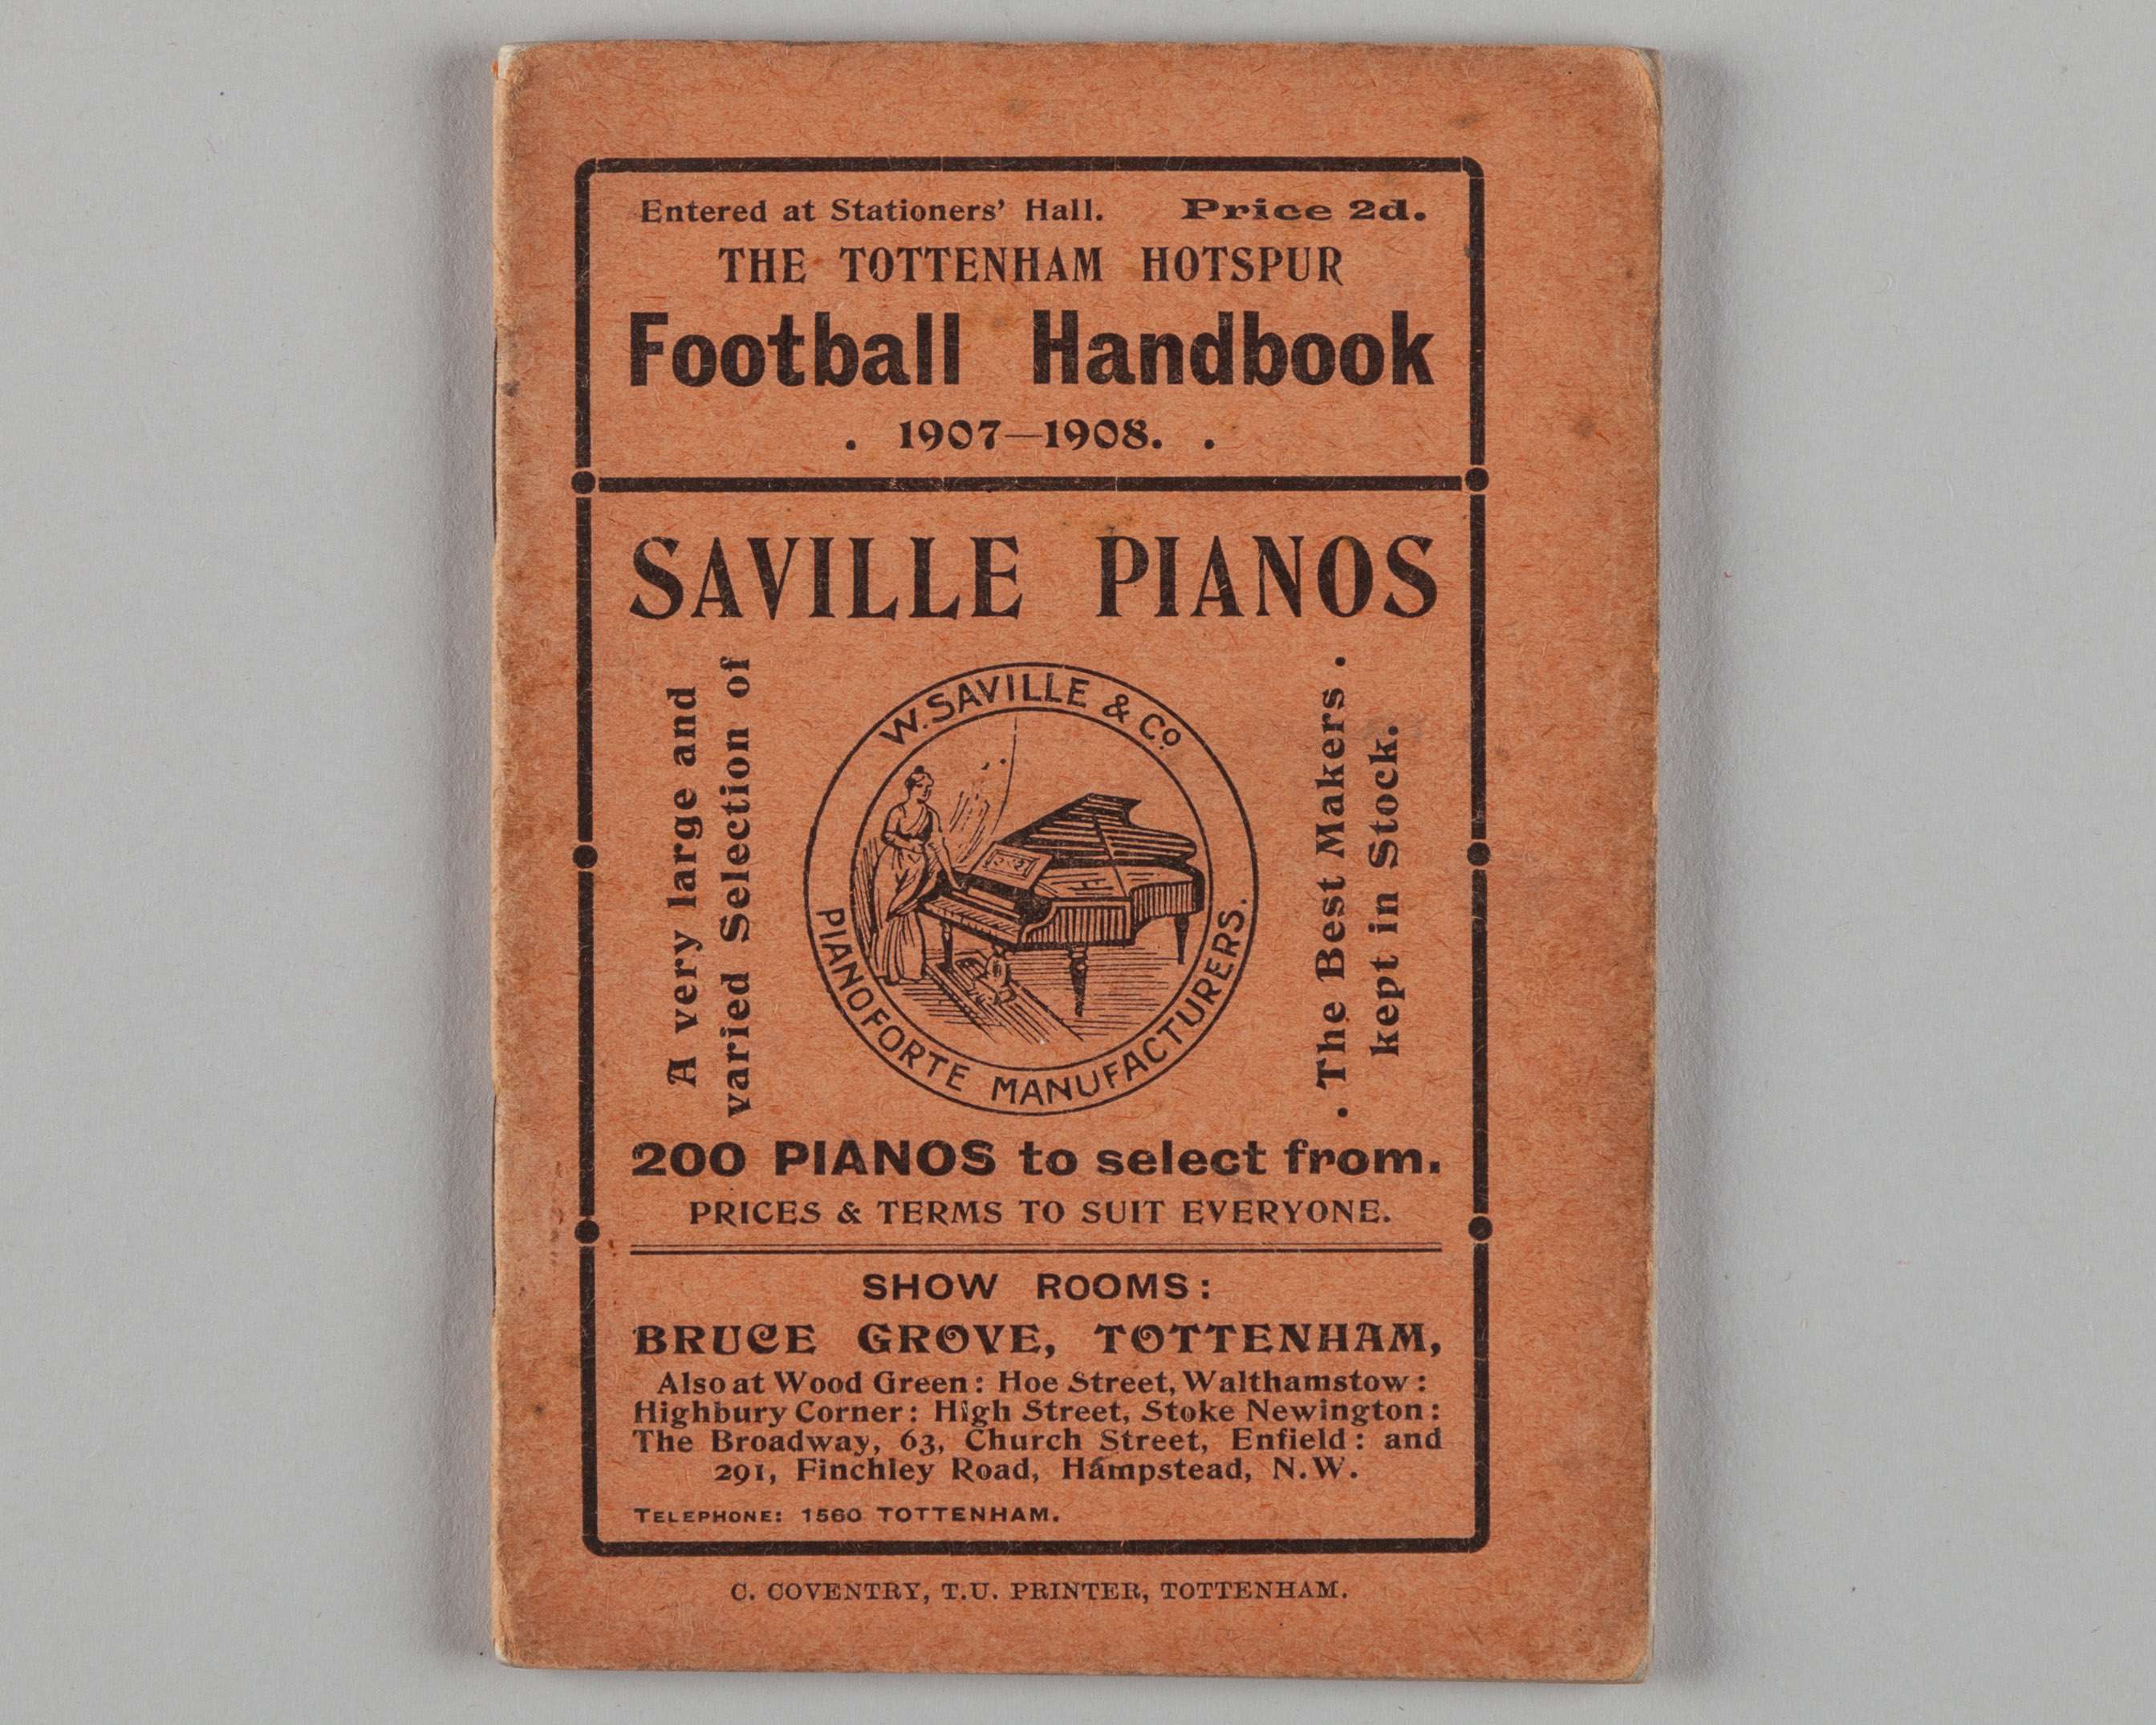 Entered at Stationers' Hall. Price 2d.
THE TOTTENHAM HOTSPUR
Football Handbook
. 1907—1908. .
SAVILLE PIANOS
A very large and
varied Selection of
W. SAVILLE & Co
PIANOFORTE MANUFACTURERS.
. The Best Makers .
kept in Stock.
200 PIANOS to select from.
PRICES & TERMS TO SUIT EVERYONE.
SHOW ROOMS:
BRUCE GROVE, TOTTENHAM,
Also at Wood Green: Hoe Street, Walthamstow:
Highbury Corner: High Street, Stoke Newington:
The Broadway, 63, Church Street, Enfield: and
291, Finchley Road, Hampstead, N.W.
TELEPHONE: 1560 TOTTENHAM.
C. COVENTRY, T.U. PRINTER, TOTTENHAM.